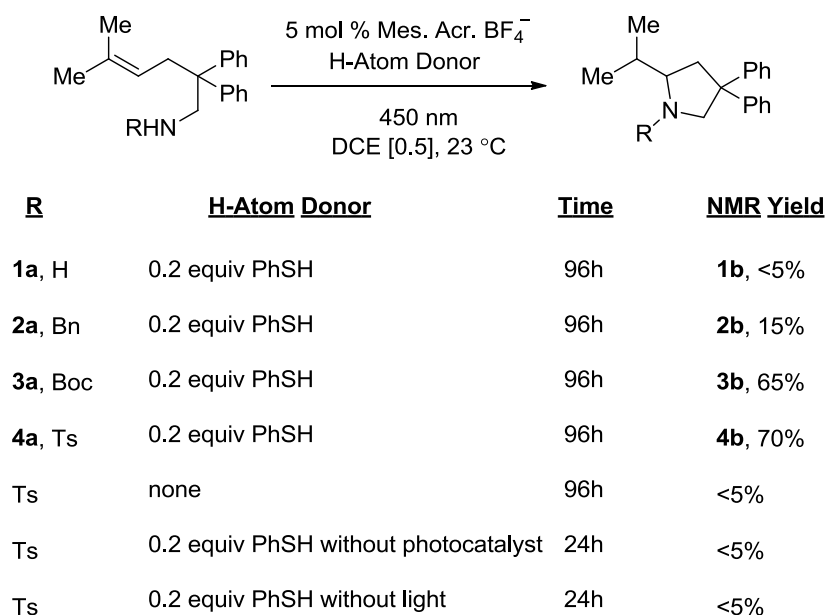 Me
Me
Ph
Ph
RHN
5 mol % Mes. Acr. BF₄⁻
H-Atom Donor
450 nm
DCE [0.5], 23 °C
Me
Me
Ph
Ph
N
R
R H-Atom Donor Time NMR Yield
1a, H 0.2 equiv PhSH 96h 1b, <5%
2a, Bn 0.2 equiv PhSH 96h 2b, 15%
3a, Boc 0.2 equiv PhSH 96h 3b, 65%
4a, Ts 0.2 equiv PhSH 96h 4b, 70%
Ts none 96h <5%
Ts 0.2 equiv PhSH without photocatalyst 24h <5%
Ts 0.2 equiv PhSH without light 24h <5%